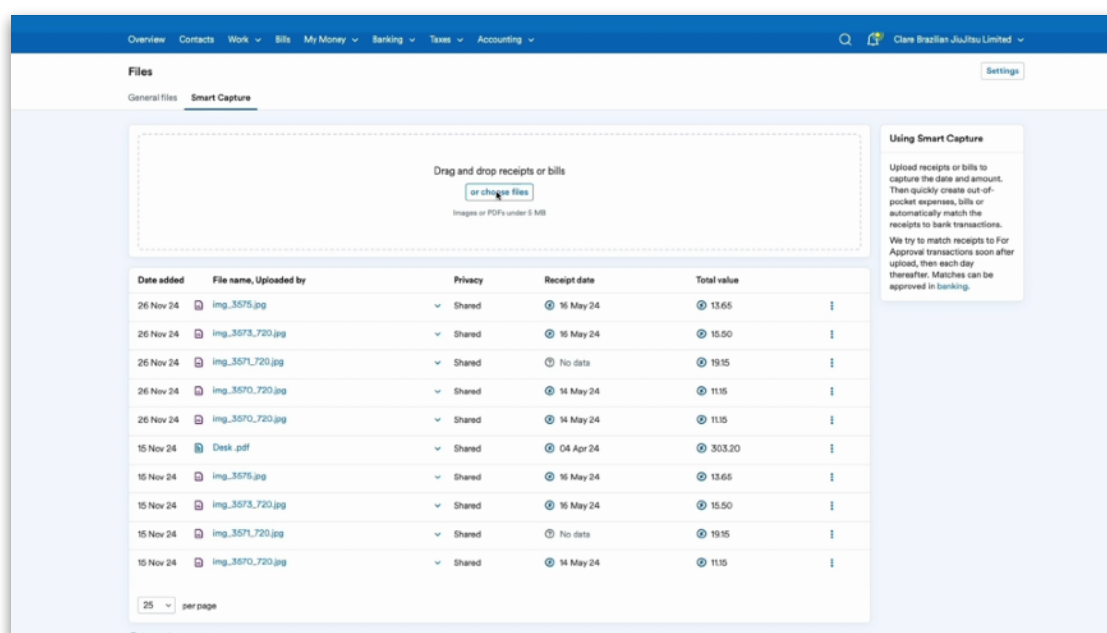 Overview Contacts Work Bills My Money Banking Taxes Accounting Clare Brazilian JiuJitsu Limited
Files
Settings
General files Smart Capture
Drag and drop receipts or bills
or choose files
Images or PDFs under 5 MB
Using Smart Capture
Upload receipts or bills to
capture the date and amount.
Then quickly create out-of-
pocket expenses, bills or
automatically match the
receipts to bank transactions.
We try to match receipts to For
Approval transactions soon after
upload, then each day
thereafter. Matches can be
approved in banking.
Date added File name, Uploaded by Privacy Receipt date Total value
26 Nov 24 img_3575.jpg Shared 16 May 24 13.65
26 Nov 24 img_3573_720.jpg Shared 16 May 24 15.50
26 Nov 24 img_3571_720.jpg Shared No data 19.15
26 Nov 24 img_3570_720.jpg Shared 14 May 24 11.15
26 Nov 24 img_3570_720.jpg Shared 14 May 24 11.15
15 Nov 24 Desk .pdf Shared 04 Apr 24 303.20
15 Nov 24 img_3575.jpg Shared 16 May 24 13.65
15 Nov 24 img_3573_720.jpg Shared 16 May 24 15.50
15 Nov 24 img_3571_720.jpg Shared No data 19.15
15 Nov 24 img_3570_720.jpg Shared 14 May 24 11.15
25 per page